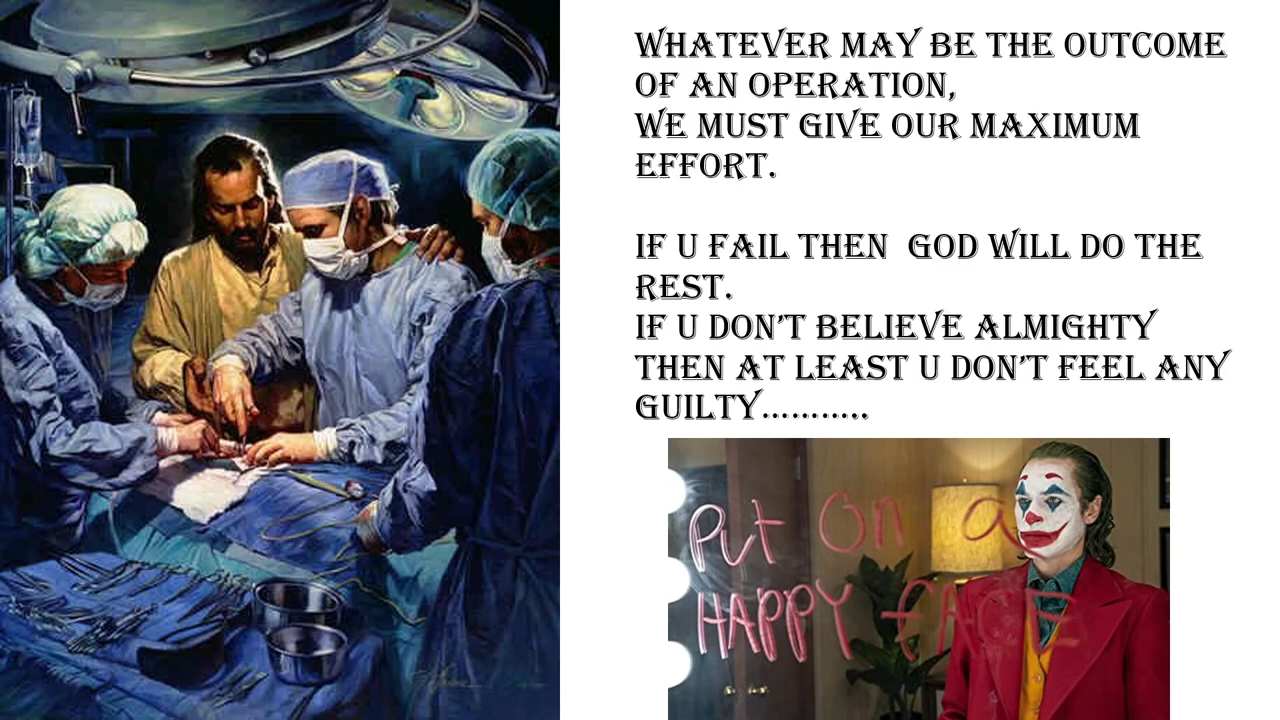 WHATEVER MAY BE THE OUTCOME
OF AN OPERATION,
WE MUST GIVE OUR MAXIMUM
EFFORT.
IF U FAIL THEN  GOD WILL DO THE
REST.
IF U DON’T BELIEVE ALMIGHTY
THEN AT LEAST U DON’T FEEL ANY
GUILTY………..
Put On a
HAPPY FACE